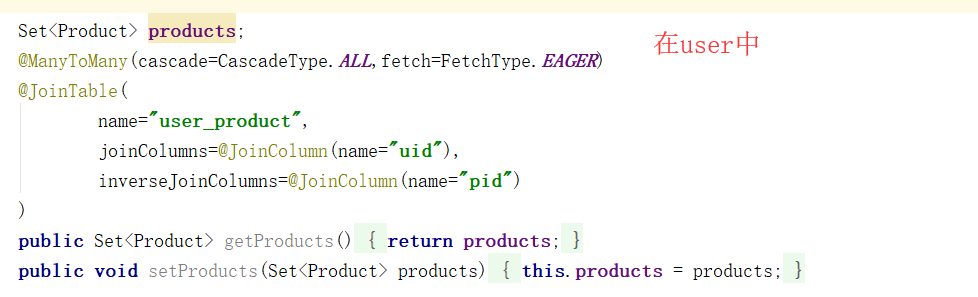 Set<Product> products;
在user中
@ManyToMany(cascade=CascadeType.ALL,fetch=FetchType.EAGER)
@JoinTable(
name="user_product",
joinColumns=@JoinColumn(name="uid"),
inverseJoinColumns=@JoinColumn(name="pid")
)
public Set<Product> getProducts() { return products; }
public void setProducts(Set<Product> products) { this.products = products; }